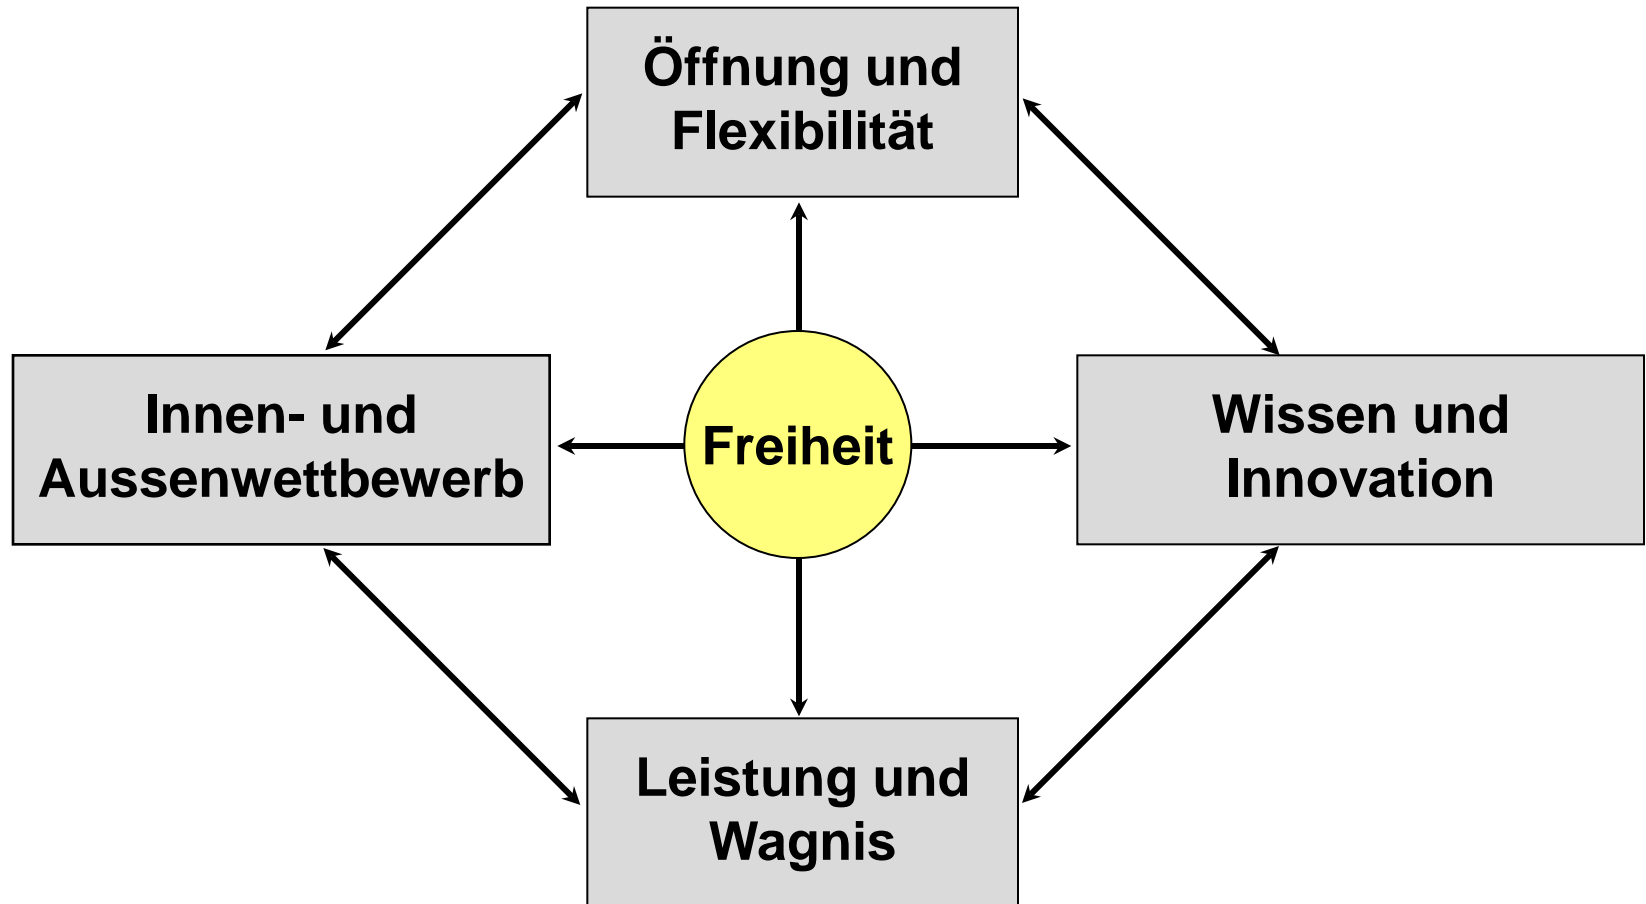 Öffnung und
Flexibilität
Innen- und
Aussenwettbewerb
Freiheit
Wissen und
Innovation
Leistung und
Wagnis